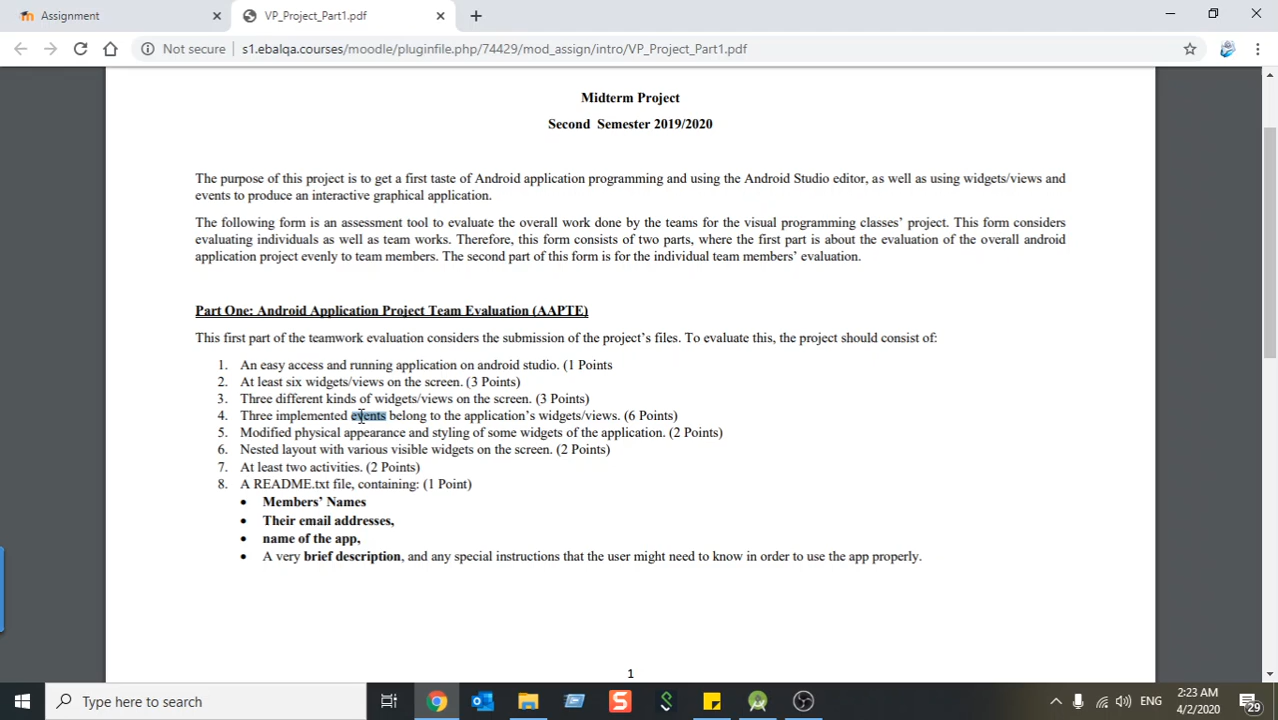 Assignment
VP_Project_Part1.pdf
Not secure
s1.ebalqa.courses/moodle/pluginfile.php/74429/mod_assign/intro/VP_Project_Part1.pdf
Midterm Project
Second Semester 2019/2020
The purpose of this project is to get a first taste of Android application programming and using the Android Studio editor, as well as using widgets/views and
events to produce an interactive graphical application.
The following form is an assessment tool to evaluate the overall work done by the teams for the visual programming classes’ project. This form considers
evaluating individuals as well as team works. Therefore, this form consists of two parts, where the first part is about the evaluation of the overall android
application project evenly to team members. The second part of this form is for the individual team members’ evaluation.
Part One: Android Application Project Team Evaluation (AAPTE)
This first part of the teamwork evaluation considers the submission of the project’s files. To evaluate this, the project should consist of:
1. An easy access and running application on android studio. (1 Points
2. At least six widgets/views on the screen. (3 Points)
3. Three different kinds of widgets/views on the screen. (3 Points)
4. Three implemented events belong to the application’s widgets/views. (6 Points)
5. Modified physical appearance and styling of some widgets of the application. (2 Points)
6. Nested layout with various visible widgets on the screen. (2 Points)
7. At least two activities. (2 Points)
8. A README.txt file, containing: (1 Point)
• Members’ Names
• Their email addresses,
• name of the app,
• A very brief description, and any special instructions that the user might need to know in order to use the app properly.
1
Type here to search
ENG
2:23 AM
4/2/2020
29